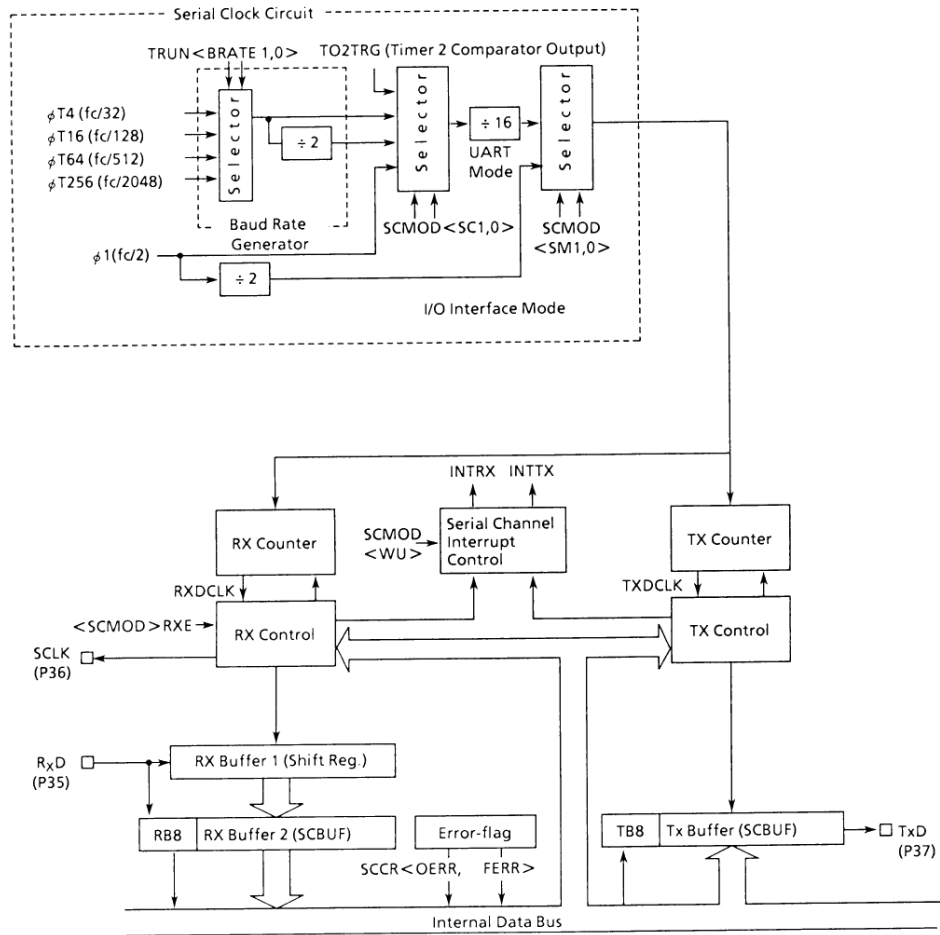 Serial Clock Circuit
TRUN<BRATE 1,0>
TO2TRG (Timer 2 Comparator Output)
Selector
Selector
Selector
ϕT4 (fc/32)
ϕT16 (fc/128)
ϕT64 (fc/512)
ϕT256 (fc/2048)
÷ 2
÷ 16
UART
Mode
Baud Rate
Generator
SCMOD <SC1,0>
SCMOD
<SM1,0>
ϕ1(fc/2)
÷ 2
I/O Interface Mode
INTRX
INTTX
RX Counter
SCMOD
<WU>
Serial Channel
Interrupt
Control
TX Counter
RXDCLK
TXDCLK
<SCMOD>RXE
RX Control
TX Control
SCLK
(P36)
RxD
(P35)
RX Buffer 1 (Shift Reg.)
RB8
RX Buffer 2 (SCBUF)
Error-flag
TB8
Tx Buffer (SCBUF)
TxD
(P37)
SCCR<OERR, FERR>
Internal Data Bus